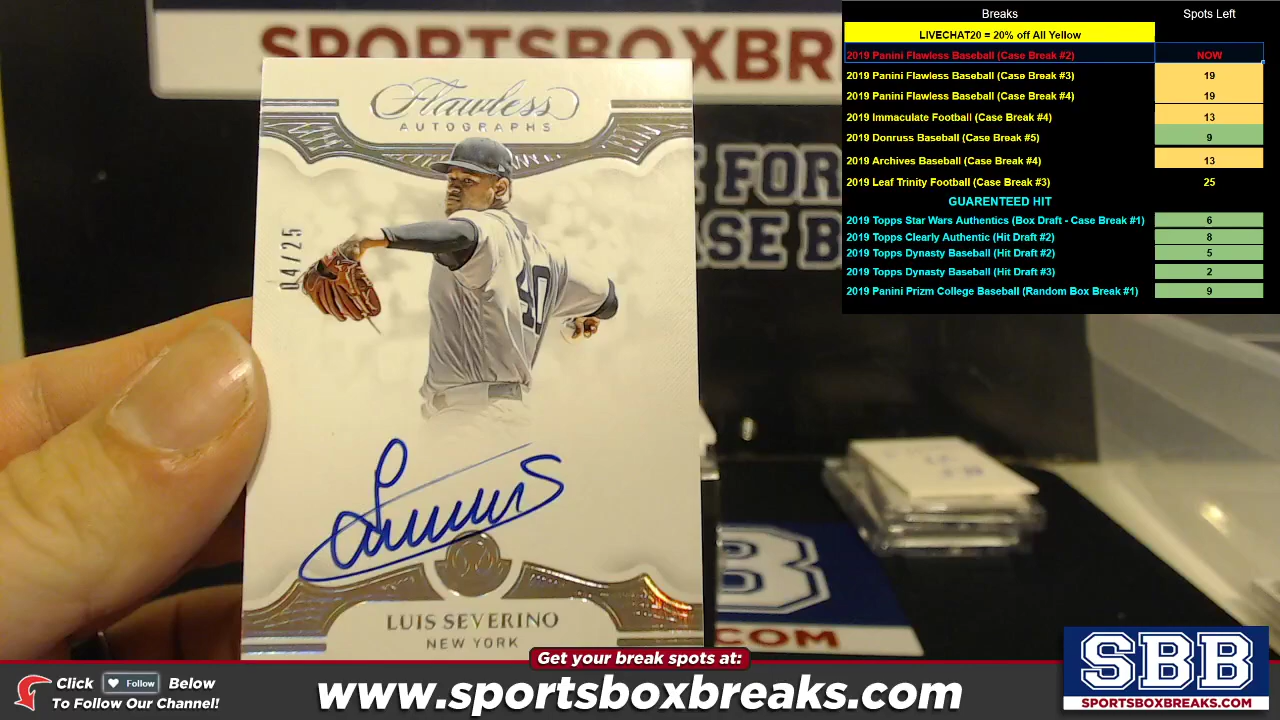 SPORTSBOXBR
Breaks Spots Left
LIVECHAT20 = 20% off All Yellow
2019 Panini Flawless Baseball (Case Break #2) NOW
2019 Panini Flawless Baseball (Case Break #3) 19
2019 Panini Flawless Baseball (Case Break #4) 19
2019 Immaculate Football (Case Break #4) 13
2019 Donruss Baseball (Case Break #5) 9
2019 Archives Baseball (Case Break #4) 13
2019 Leaf Trinity Football (Case Break #3) 25
GUARENTEED HIT
2019 Topps Star Wars Authentics (Box Draft - Case Break #1) 6
2019 Topps Clearly Authentic (Hit Draft #2) 8
2019 Topps Dynasty Baseball (Hit Draft #2) 5
2019 Topps Dynasty Baseball (Hit Draft #3) 2
2019 Panini Prizm College Baseball (Random Box Break #1) 9
Flawless
AUTOGRAPHS
FOR
SE B
04/25
40
LUIS SEVERINO
NEW YORK
B
.COM
Get your break spots at:
Click Follow Below
To Follow Our Channel!
www.sportsboxbreaks.com
SBB
SPORTSBOXBREAKS.COM